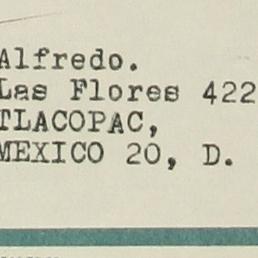 Alfredo.
Las Flores 422
TLACOPAC,
MEXICO 20, D.